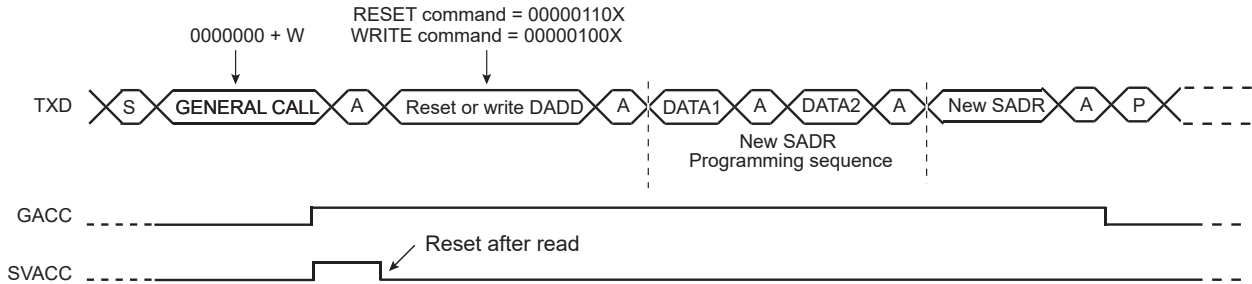 RESET command = 00000110X
0000000 + W
WRITE command = 00000100X
TXD
S
GENERAL CALL
A
Reset or write DADD
A
DATA1
A
DATA2
A
New SADR
A
P
New SADR
Programming sequence
GACC
Reset after read
SVACC